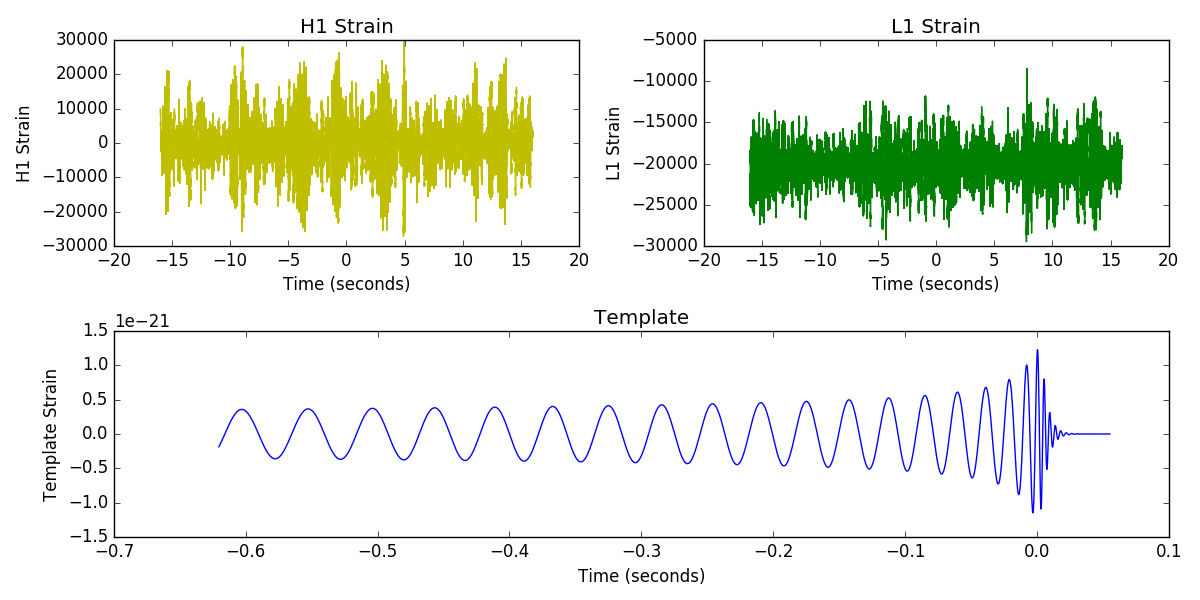 H1 Strain
30000
20000
10000
0
−10000
−20000
−30000
H1 Strain
−20 −15 −10 −5 0 5 10 15 20
Time (seconds)
L1 Strain
−5000
−10000
−15000
−20000
−25000
−30000
L1 Strain
−20 −15 −10 −5 0 5 10 15 20
Time (seconds)
Template
1e−21
1.5
1.0
0.5
0.0
−0.5
−1.0
−1.5
Template Strain
−0.7 −0.6 −0.5 −0.4 −0.3 −0.2 −0.1 0.0 0.1
Time (seconds)